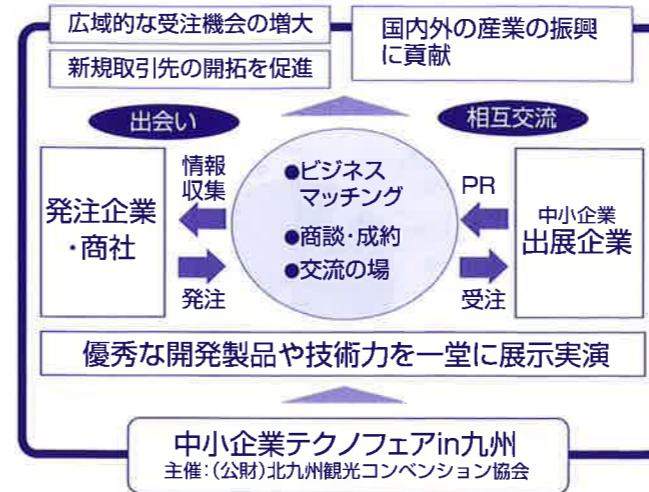 広域的な受注機会の増大
新規取引先の開拓を促進
国内外の産業の振興
に貢献
出会い
相互交流
発注企業
・商社
情報
収集
発注
●ビジネス
マッチング
●商談・成約
●交流の場
PR
受注
中小企業
出展企業
優秀な開発製品や技術力を一堂に展示実演
中小企業テクノフェアin九州
主催:(公財)北九州観光コンベンション協会